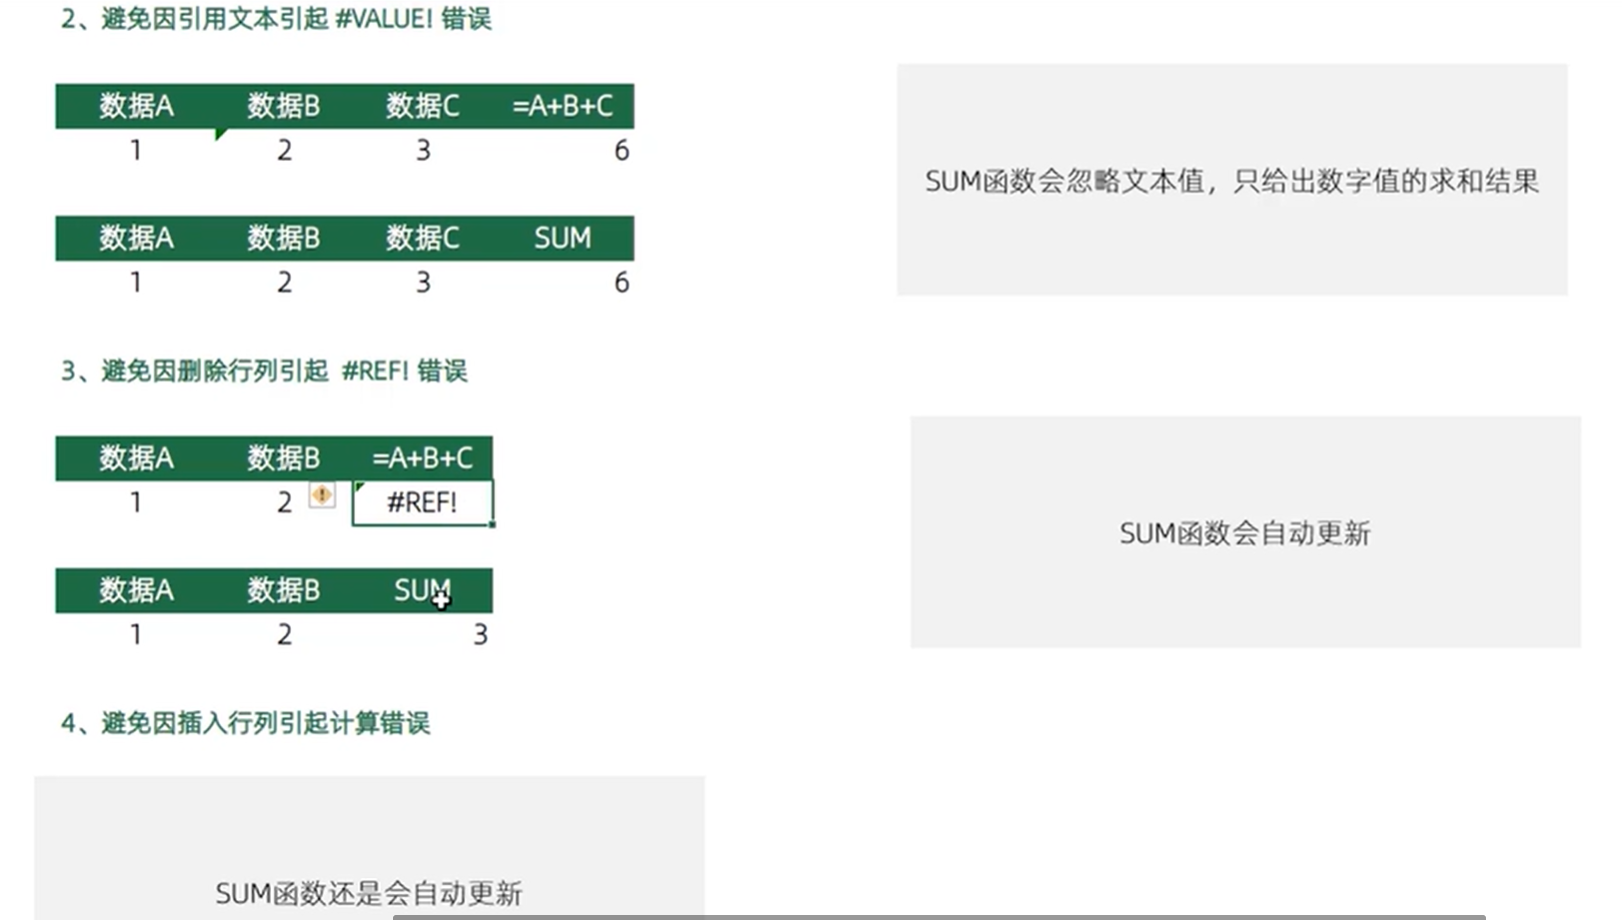 2、避免因引用文本引起 #VALUE! 错误
数据A 数据B 数据C =A+B+C
1 2 3 6
SUM函数会忽略文本值，只给出数字值的求和结果
数据A 数据B 数据C SUM
1 2 3 6
3、避免因删除行列引起 #REF! 错误
数据A 数据B =A+B+C
1 2 #REF!
SUM函数会自动更新
数据A 数据B SUM
1 2 3
4、避免因插入行列引起计算错误
SUM函数还是会自动更新